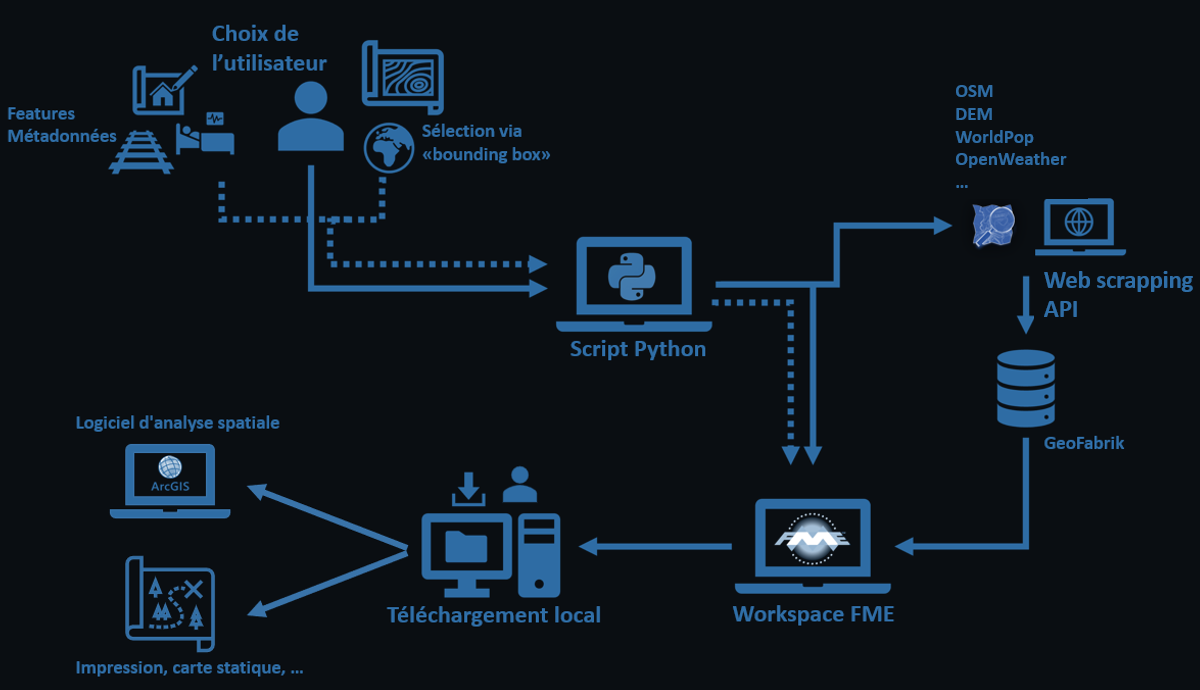 Choix de
l’utilisateur
Features
Métadonnées
Sélection via
«bounding box»
OSM
DEM
WorldPop
OpenWeather
...
Web scrapping
API
Script Python
GeoFabrik
Logiciel d'analyse spatiale
ArcGIS
FME
Téléchargement local
Workspace FME
Impression, carte statique, ...